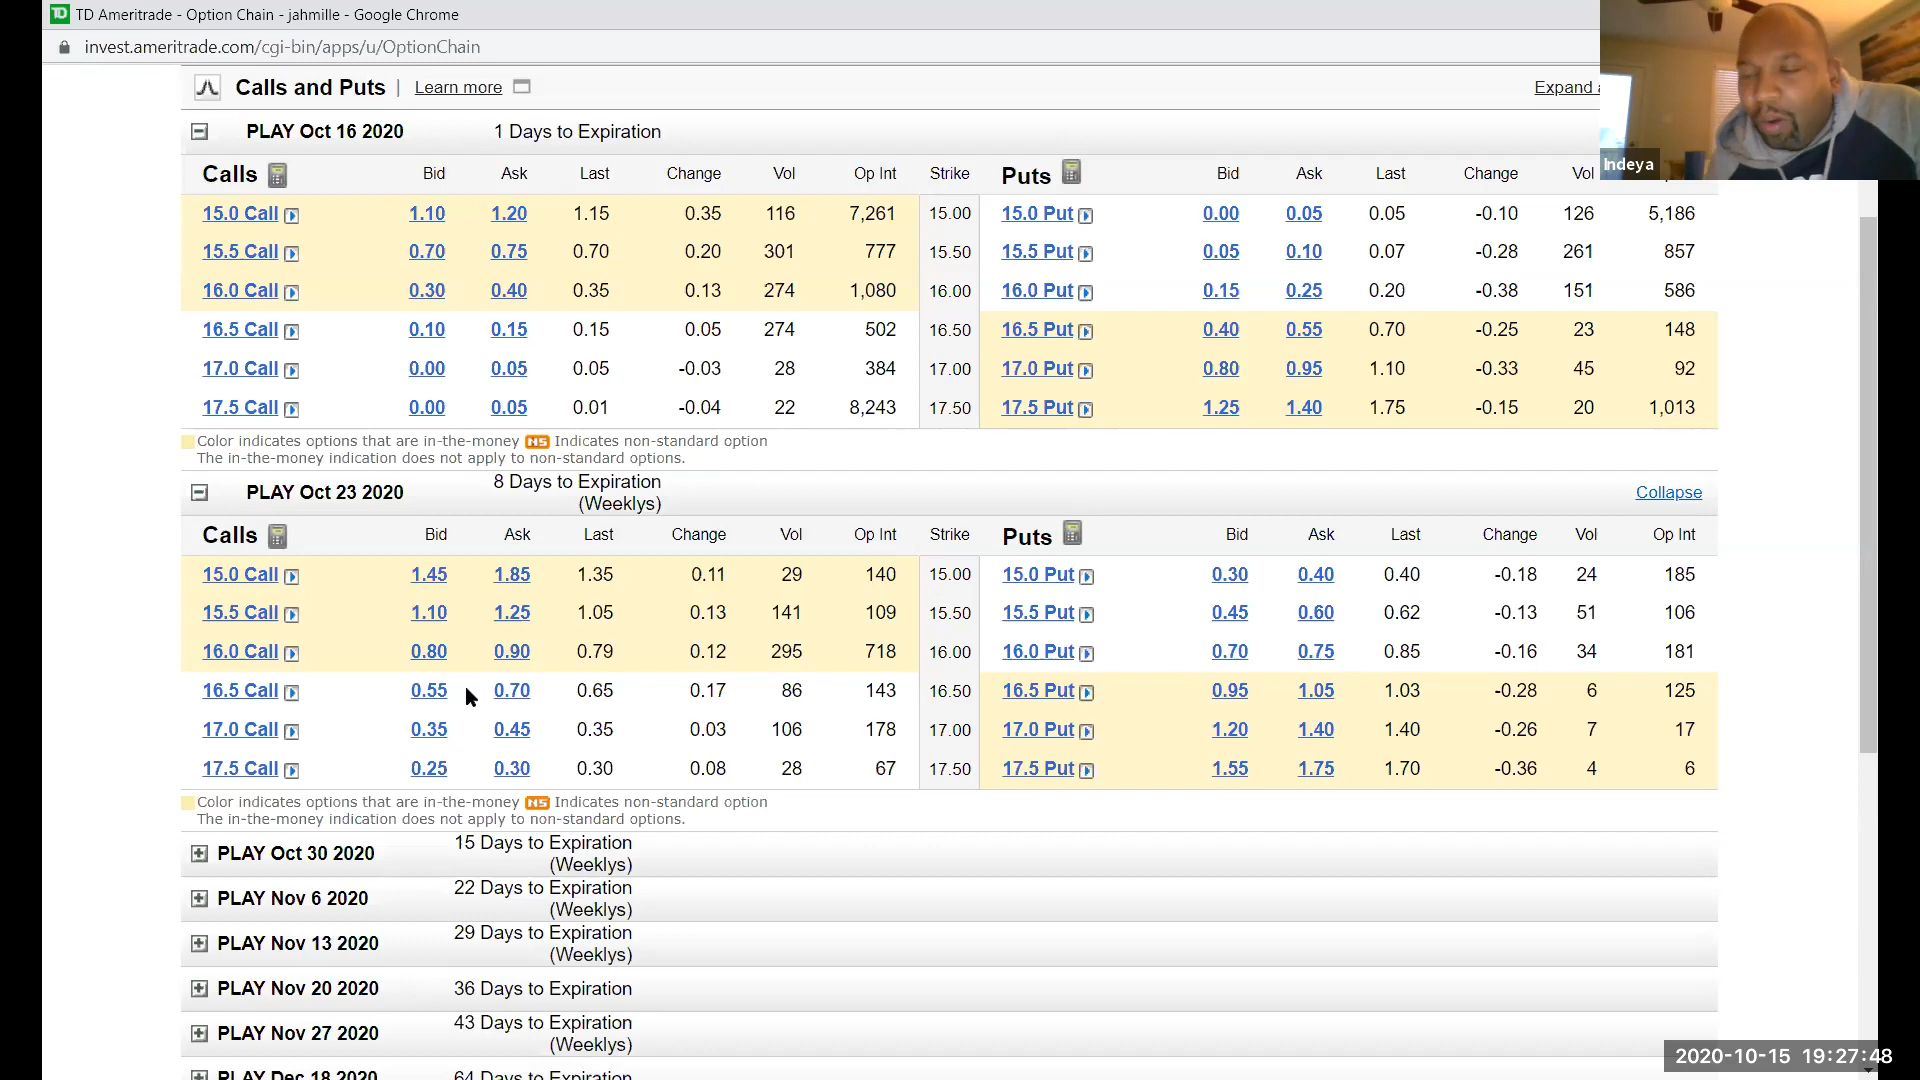 TD Ameritrade - Option Chain - jahmille - Google Chrome
invest.ameritrade.com/cgi-bin/apps/u/OptionChain
Calls and Puts | Learn more Expand
Indeya
PLAY Oct 16 2020 1 Days to Expiration
Calls Bid Ask Last Change Vol Op Int Strike Puts Bid Ask Last Change Vol
15.0 Call 1.10 1.20 1.15 0.35 116 7,261 15.00 15.0 Put 0.00 0.05 0.05 -0.10 126 5,186
15.5 Call 0.70 0.75 0.70 0.20 301 777 15.50 15.5 Put 0.05 0.10 0.07 -0.28 261 857
16.0 Call 0.30 0.40 0.35 0.13 274 1,080 16.00 16.0 Put 0.15 0.25 0.20 -0.38 151 586
16.5 Call 0.10 0.15 0.15 0.05 274 502 16.50 16.5 Put 0.40 0.55 0.70 -0.25 23 148
17.0 Call 0.00 0.05 0.05 -0.03 28 384 17.00 17.0 Put 0.80 0.95 1.10 -0.33 45 92
17.5 Call 0.00 0.05 0.01 -0.04 22 8,243 17.50 17.5 Put 1.25 1.40 1.75 -0.15 20 1,013
Color indicates options that are in-the-money NS Indicates non-standard option
The in-the-money indication does not apply to non-standard options.
PLAY Oct 23 2020 8 Days to Expiration Collapse
(Weeklys)
Calls Bid Ask Last Change Vol Op Int Strike Puts Bid Ask Last Change Vol Op Int
15.0 Call 1.45 1.85 1.35 0.11 29 140 15.00 15.0 Put 0.30 0.40 0.40 -0.18 24 185
15.5 Call 1.10 1.25 1.05 0.13 141 109 15.50 15.5 Put 0.45 0.60 0.62 -0.13 51 106
16.0 Call 0.80 0.90 0.79 0.12 295 718 16.00 16.0 Put 0.70 0.75 0.85 -0.16 34 181
16.5 Call 0.55 0.70 0.65 0.17 86 143 16.50 16.5 Put 0.95 1.05 1.03 -0.28 6 125
17.0 Call 0.35 0.45 0.35 0.03 106 178 17.00 17.0 Put 1.20 1.40 1.40 -0.26 7 17
17.5 Call 0.25 0.30 0.30 0.08 28 67 17.50 17.5 Put 1.55 1.75 1.70 -0.36 4 6
Color indicates options that are in-the-money NS Indicates non-standard option
The in-the-money indication does not apply to non-standard options.
PLAY Oct 30 2020 15 Days to Expiration
(Weeklys)
PLAY Nov 6 2020 22 Days to Expiration
(Weeklys)
PLAY Nov 13 2020 29 Days to Expiration
(Weeklys)
PLAY Nov 20 2020 36 Days to Expiration
PLAY Nov 27 2020 43 Days to Expiration
(Weeklys)
PLAY Dec 18 2020 64 Days to Expiration
2020-10-15 19:27:48